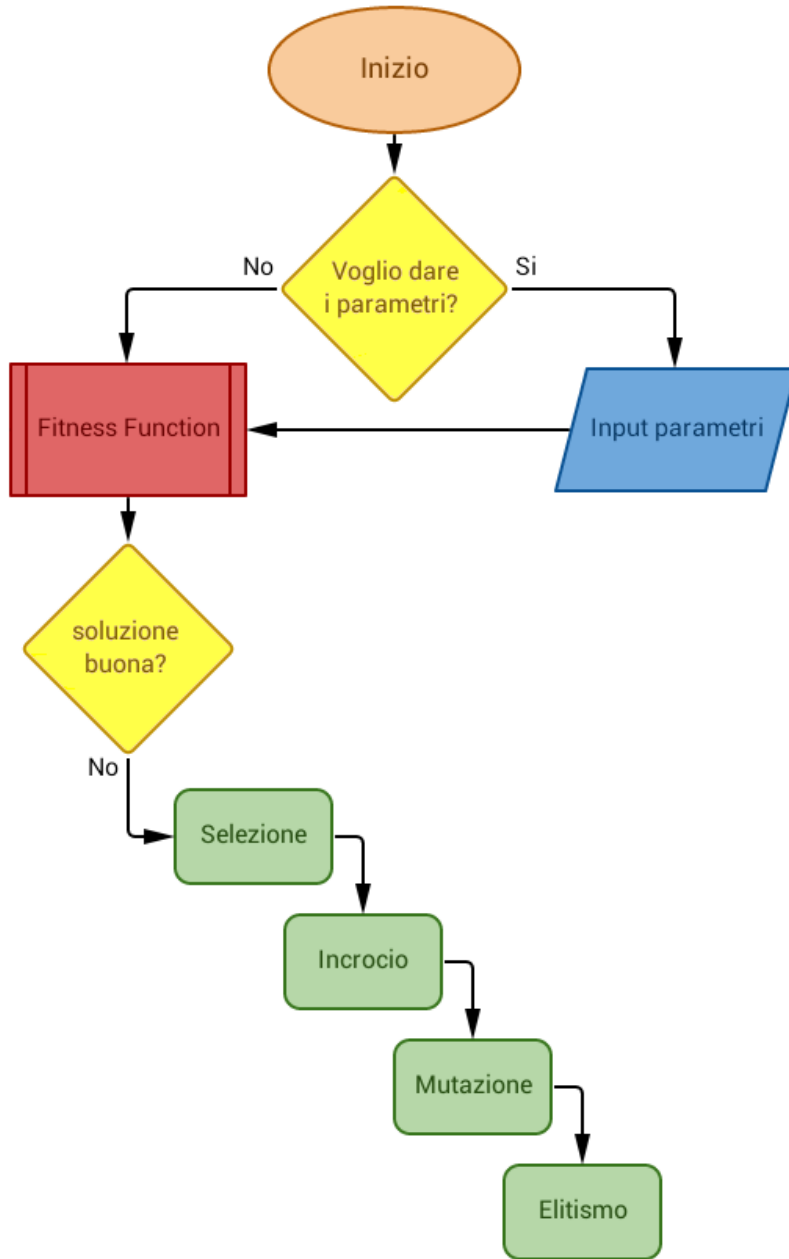 Inizio
Voglio dare
i parametri?
No
Si
Fitness Function
Input parametri
soluzione
buona?
No
Selezione
Incrocio
Mutazione
Elitismo